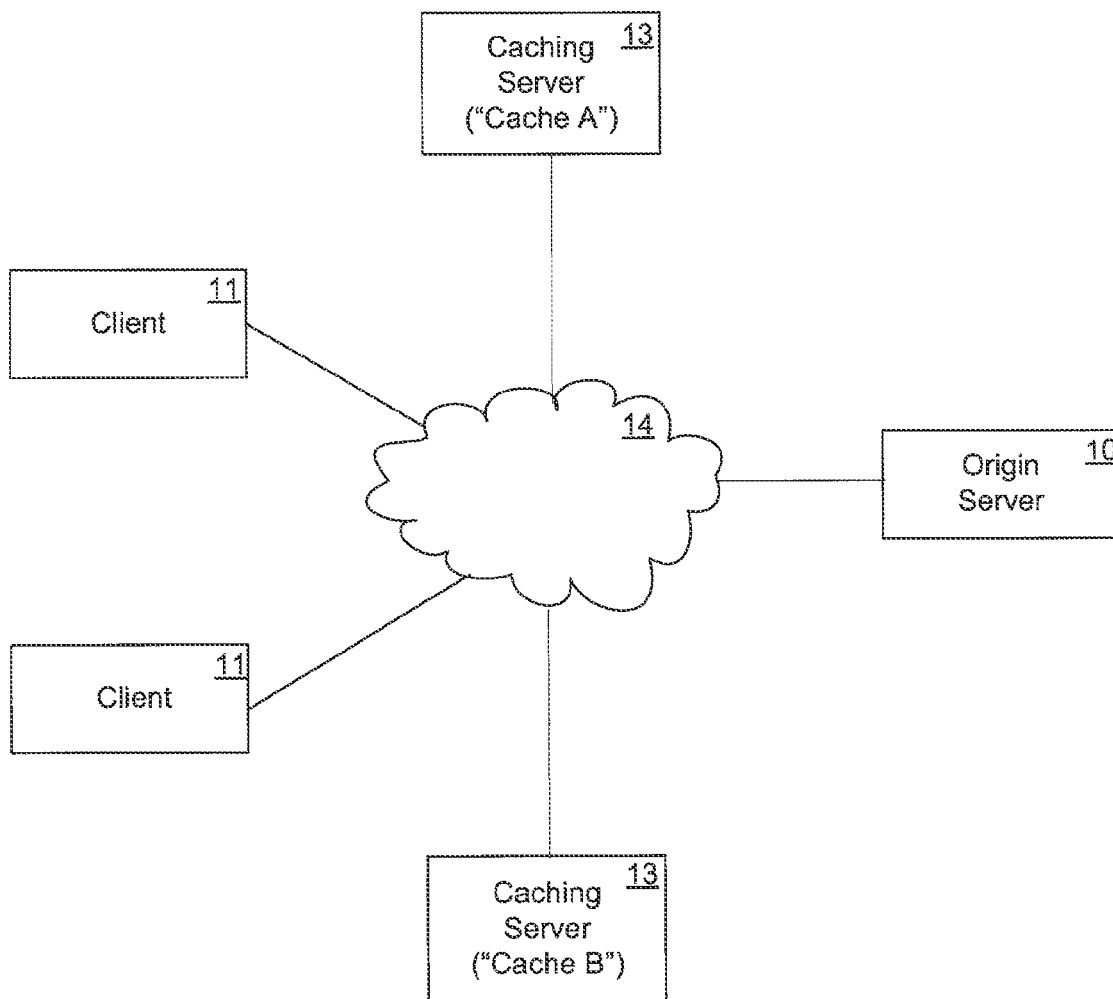 13
Caching
Server
("Cache A")
11
Client
14
10
Origin
Server
11
Client
13
Caching
Server
("Cache B")